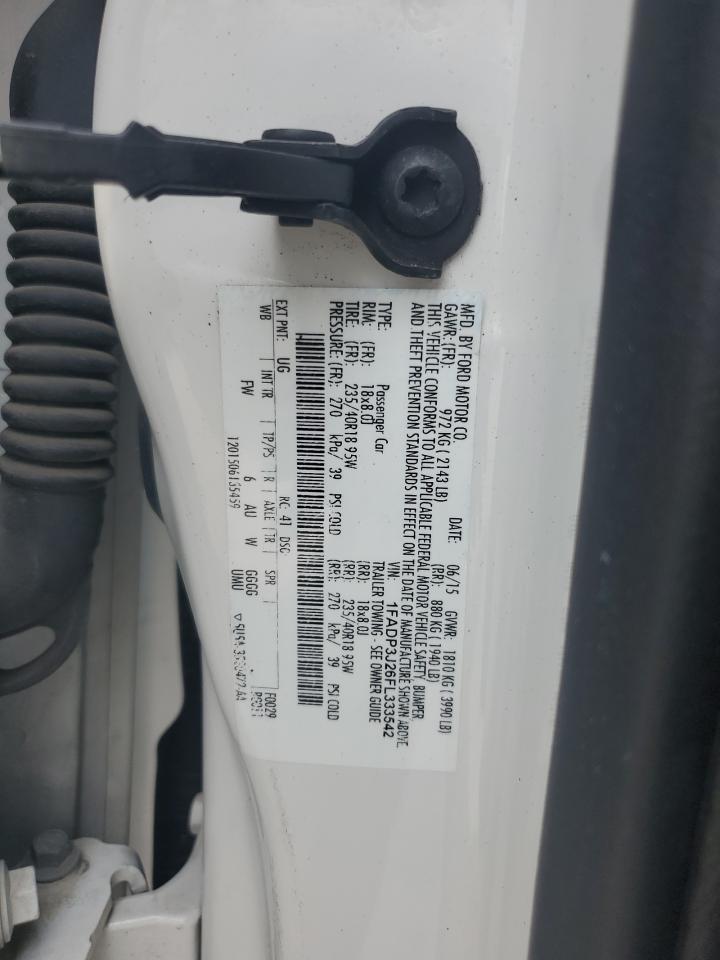 MFD. BY FORD MOTOR CO.
DATE: 06/15 GVWR: 1810 KG ( 3990 LB)
GAWR: (FR): 972 KG ( 2143 LB) (RR): 880 KG ( 1940 LB)
THIS VEHICLE CONFORMS TO ALL APPLICABLE FEDERAL MOTOR VEHICLE SAFETY, BUMPER,
AND THEFT PREVENTION STANDARDS IN EFFECT ON THE DATE OF MANUFACTURE SHOWN ABOVE.
VIN: 1FADP3J26FL333542
TYPE: Passenger Car TRAILER TOWING - SEE OWNER GUIDE
RIM: (FR): 18x8.0J (RR): 18x8.0J
TIRE: (FR): 235/40R18 95W (RR): 235/40R18 95W
PRESSURE: (FR): 270 kPa/ 39 PSI COLD (RR): 270 kPa/ 39 PSI COLD
EXT PNT: UG RC: 41 DSO: F0029
WB INT TR TP/PS R AXLE TR SPR
FW 6 AU W GGGG
UMU